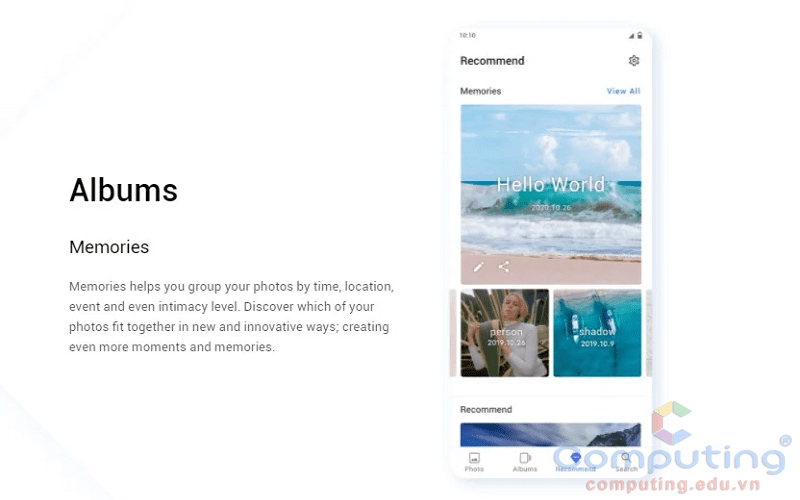 Albums
Memories
Memories helps you group your photos by time, location,
event and even intimacy level. Discover which of your
photos fit together in new and innovative ways; creating
even more moments and memories.
10:10
Recommend
Memories
View All
Hello World
2020.10.26
person
2019.10.26
shadow
2019.10.9
Recommend
Photo
Albums
Recommend
Search
Computing®
computing.edu.vn